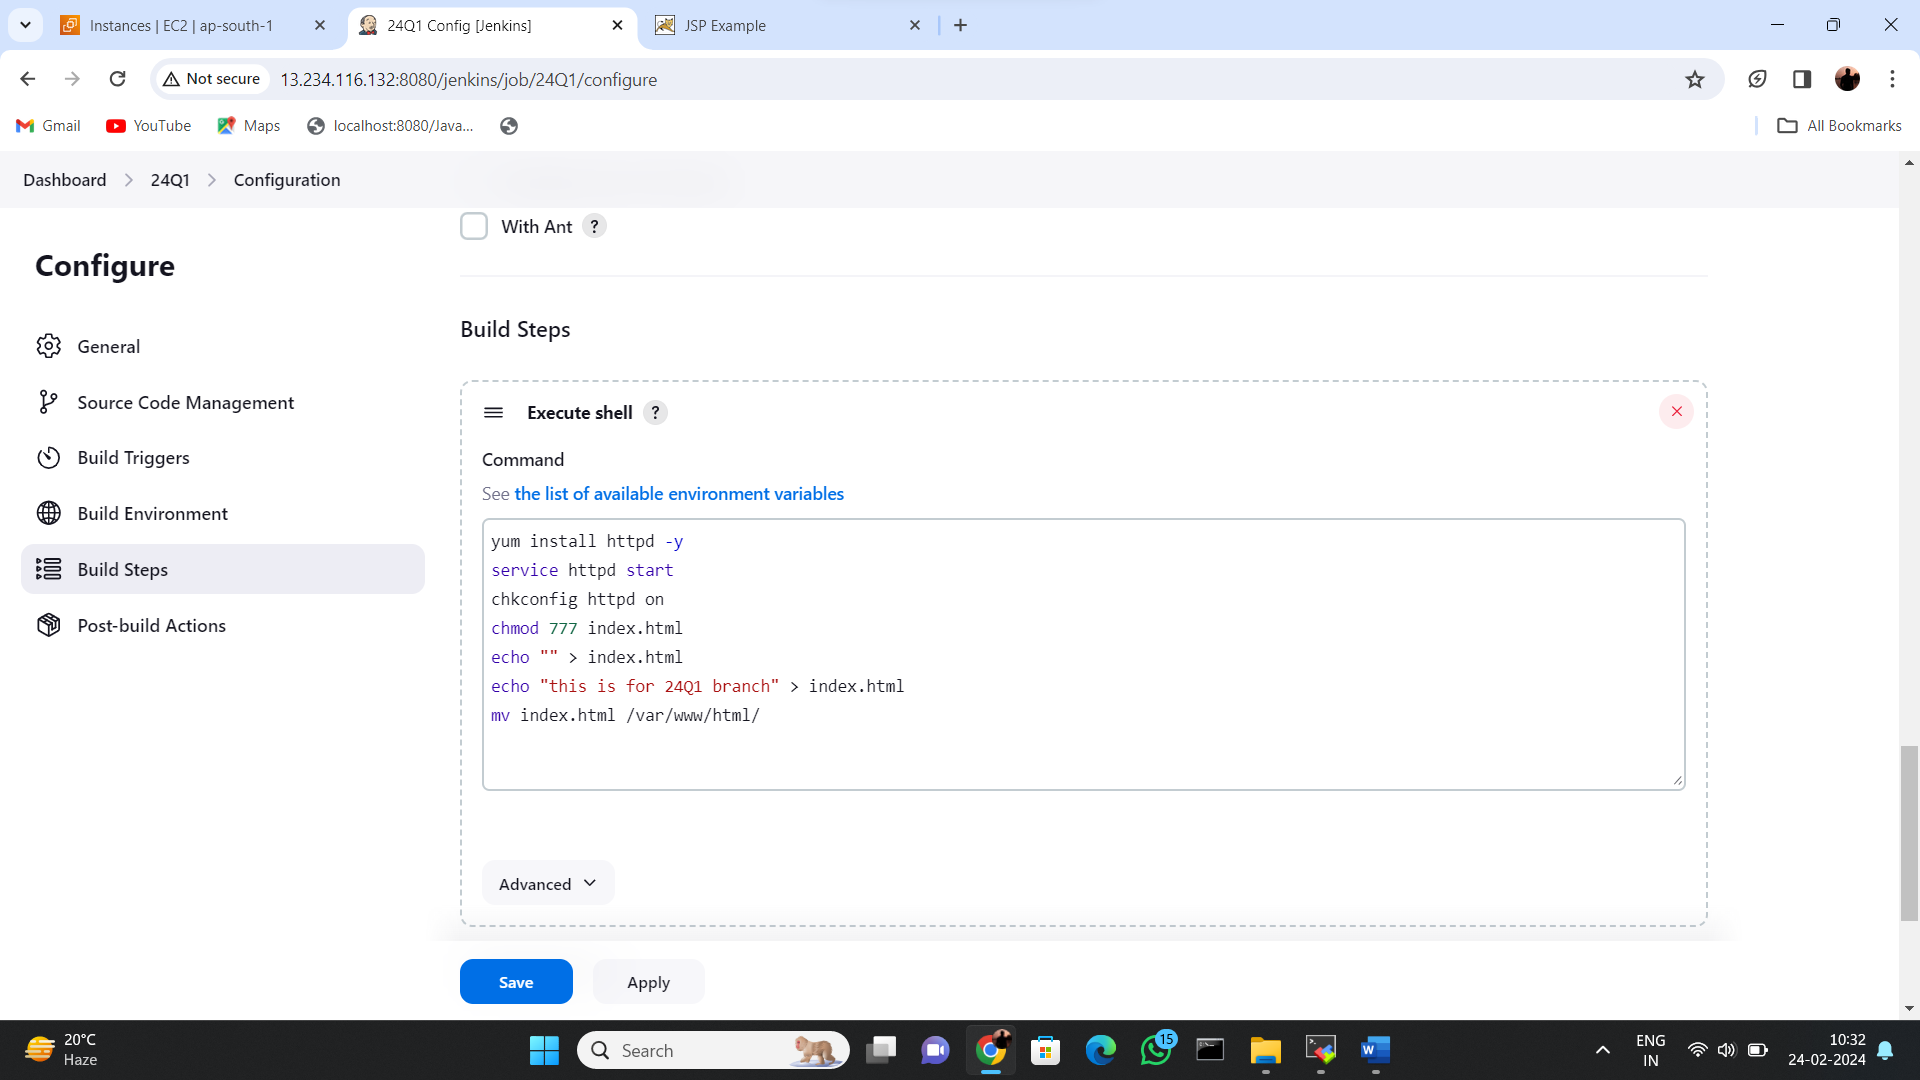 Instances | EC2 | ap-south-1
24Q1 Config [Jenkins]
JSP Example
Not secure
13.234.116.132:8080/jenkins/job/24Q1/configure
Gmail
YouTube
Maps
localhost:8080/Java...
All Bookmarks
Dashboard
24Q1
Configuration
With Ant ?
Configure
General
Source Code Management
Build Triggers
Build Environment
Build Steps
Post-build Actions
Build Steps
Execute shell ?
Command
See the list of available environment variables
yum install httpd -y
service httpd start
chkconfig httpd on
chmod 777 index.html
echo "" > index.html
echo "this is for 24Q1 branch" > index.html
mv index.html /var/www/html/
Advanced
Save
Apply
20°C
Haze
Search
15
ENG
IN
10:32
24-02-2024